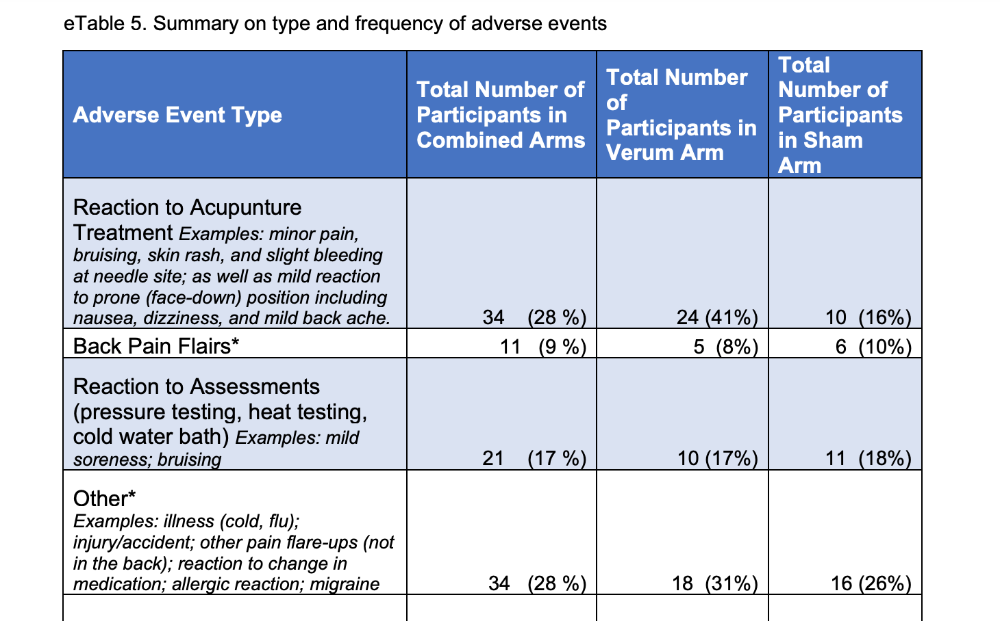 eTable 5. Summary on type and frequency of adverse events
Adverse Event Type
Total Number of
Participants in
Combined Arms
Total Number
of
Participants in
Verum Arm
Total
Number of
Participants
in Sham
Arm
Reaction to Acupunture
Treatment Examples: minor pain,
bruising, skin rash, and slight bleeding
at needle site; as well as mild reaction
to prone (face-down) position including
nausea, dizziness, and mild back ache.
34 (28 %)
24 (41%)
10 (16%)
Back Pain Flairs*
11 (9 %)
5 (8%)
6 (10%)
Reaction to Assessments
(pressure testing, heat testing,
cold water bath) Examples: mild
soreness; bruising
21 (17 %)
10 (17%)
11 (18%)
Other*
Examples: illness (cold, flu);
injury/accident; other pain flare-ups (not
in the back); reaction to change in
medication; allergic reaction; migraine
34 (28 %)
18 (31%)
16 (26%)